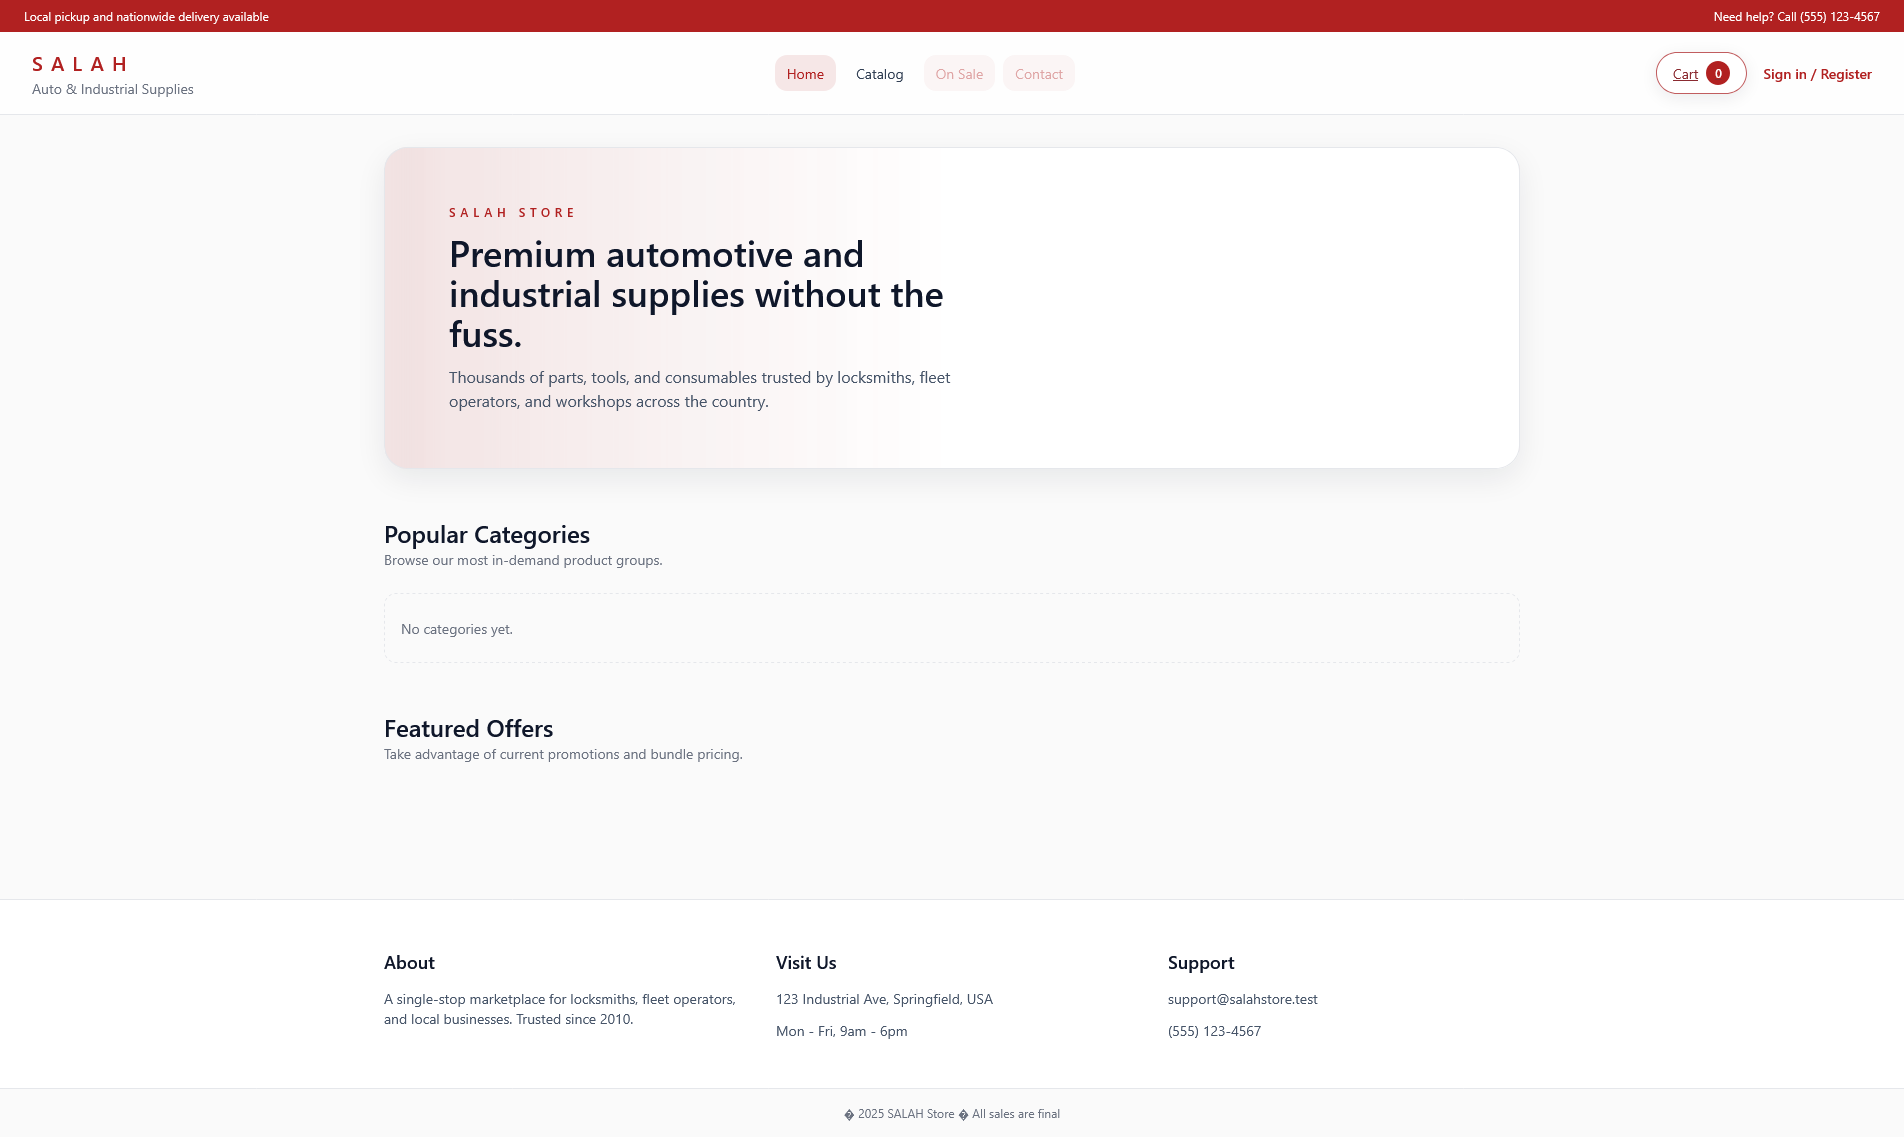 Local pickup and nationwide delivery available
Need help? Call (555) 123-4567
SALAH
Auto & Industrial Supplies
Home
Catalog
On Sale
Contact
Cart 0
Sign in / Register
SALAH STORE
Premium automotive and
industrial supplies without the
fuss.
Thousands of parts, tools, and consumables trusted by locksmiths, fleet
operators, and workshops across the country.
Popular Categories
Browse our most in-demand product groups.
No categories yet.
Featured Offers
Take advantage of current promotions and bundle pricing.
About
A single-stop marketplace for locksmiths, fleet operators,
and local businesses. Trusted since 2010.
Visit Us
123 Industrial Ave, Springfield, USA
Mon - Fri, 9am - 6pm
Support
support@salahstore.test
(555) 123-4567
� 2025 SALAH Store � All sales are final